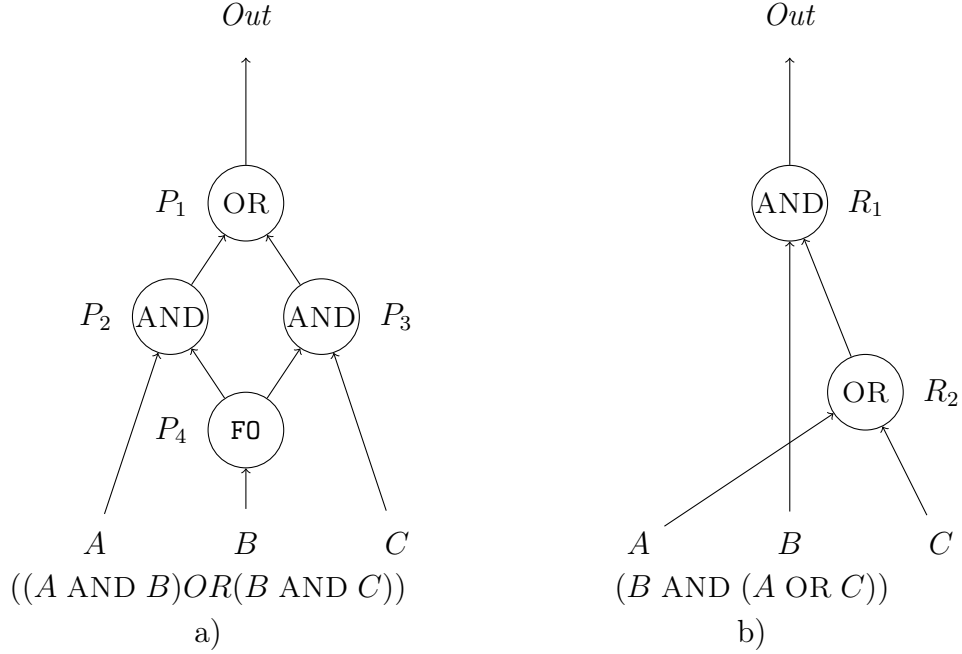 Out Out
P1 OR AND R1
P2 AND AND P3
OR R2
P4 FO
A B C A B C
((A AND B)OR(B AND C)) (B AND (A OR C))
a) b)